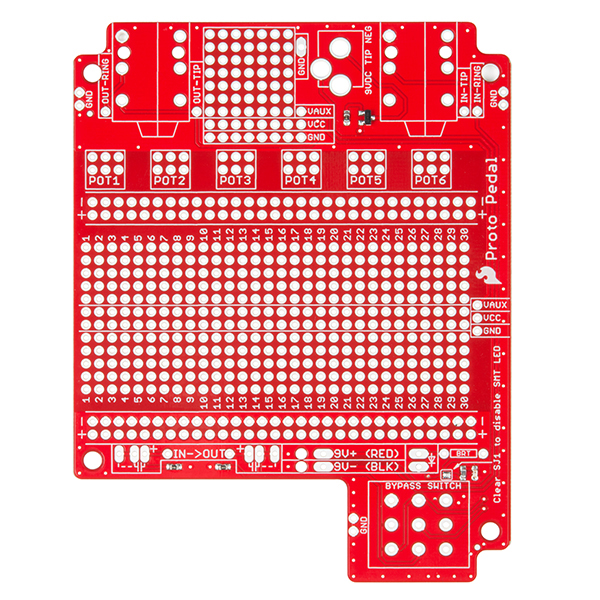 OUT-RING
OUT-TIP
GND
9VDC TIP NEG
IN-TIP
IN-RING
GND
GND
VAUX
VCC
GND
POT1 POT2 POT3 POT4 POT5 POT6
- -
+ +
Proto Pedal
1 2 3 4 5 6 7 8 9 10 11 12 13 14 15 16 17 18 19 20 21 22 23 24 25 26 27 28 29 30
VAUX
VCC
GND
1 2 3 4 5 6 7 8 9 10 11 12 13 14 15 16 17 18 19 20 21 22 23 24 25 26 27 28 29 30
Clear SJ1 to disable SMT LED
+ +
- -
IN->OUT
9V+ (RED)
9V- (BLK)
BRT
BYPASS SWITCH
GND